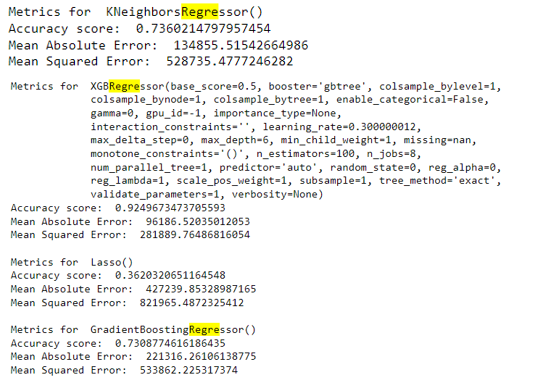 Metrics for KNeighborsRegressor()
Accuracy score: 0.7360214797957454
Mean Absolute Error: 134855.51542664986
Mean Squared Error: 528735.4777246282
Metrics for XGBRegressor(base_score=0.5, booster='gbtree', colsample_bylevel=1,
colsample_bynode=1, colsample_bytree=1, enable_categorical=False,
gamma=0, gpu_id=-1, importance_type=None,
interaction_constraints='', learning_rate=0.300000012,
max_delta_step=0, max_depth=6, min_child_weight=1, missing=nan,
monotone_constraints='()', n_estimators=100, n_jobs=8,
num_parallel_tree=1, predictor='auto', random_state=0, reg_alpha=0,
reg_lambda=1, scale_pos_weight=1, subsample=1, tree_method='exact',
validate_parameters=1, verbosity=None)
Accuracy score: 0.9249673473705593
Mean Absolute Error: 96186.52035012053
Mean Squared Error: 281889.76486816054
Metrics for Lasso()
Accuracy score: 0.3620320651164548
Mean Absolute Error: 427239.85328987165
Mean Squared Error: 821965.4872325412
Metrics for GradientBoostingRegressor()
Accuracy score: 0.7308774616186435
Mean Absolute Error: 221316.26106138775
Mean Squared Error: 533862.225317374